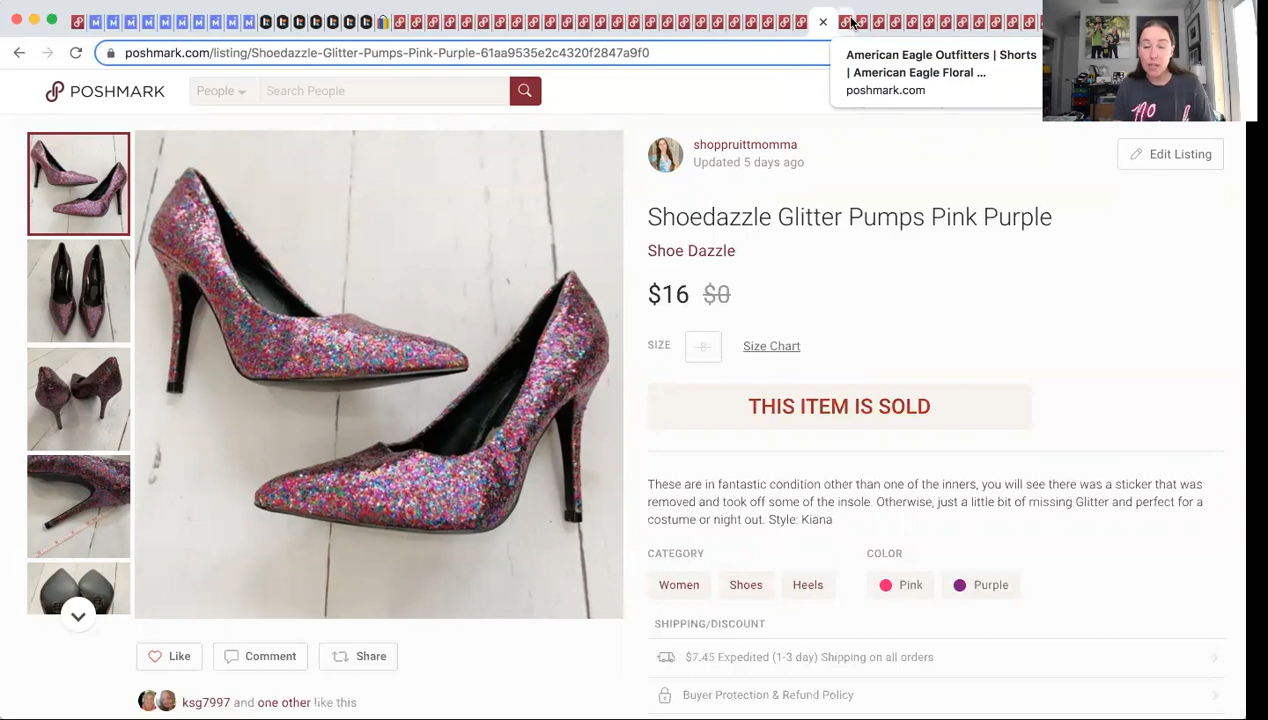 poshmark.com/listing/Shoedazzle-Glitter-Pumps-Pink-Purple-61aa9535e2c4320f2847a9f0
American Eagle Outfitters | Shorts
| American Eagle Floral ...
poshmark.com
POSHMARK
People
Search People
no
shoppruittmomma
Updated 5 days ago
Edit Listing
Shoedazzle Glitter Pumps Pink Purple
Shoe Dazzle
$16 $0
SIZE
8
Size Chart
THIS ITEM IS SOLD
These are in fantastic condition other than one of the inners, you will see there was a sticker that was
removed and took off some of the insole. Otherwise, just a little bit of missing Glitter and perfect for a
costume or night out. Style: Kiana
CATEGORY
COLOR
Women
Shoes
Heels
Pink
Purple
SHIPPING/DISCOUNT
$7.45 Expedited (1-3 day) Shipping on all orders
Buyer Protection & Refund Policy
Like
Comment
Share
ksg7997 and one other like this